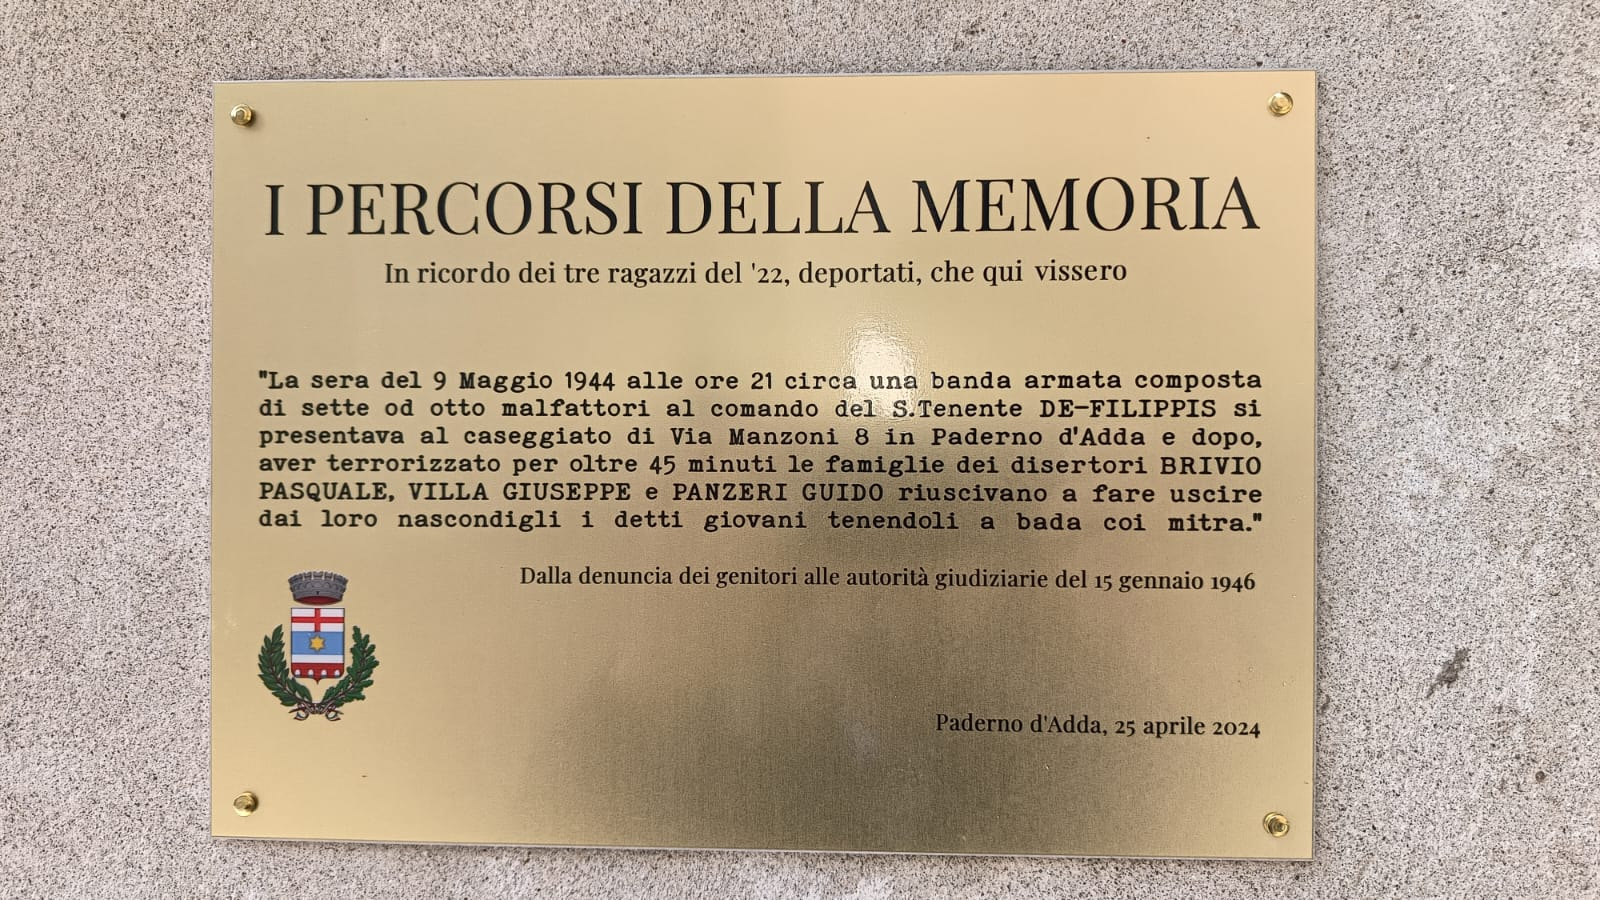 I PERCORSI DELLA MEMORIA
In ricordo dei tre ragazzi del '22, deportati, che qui vissero
"La sera del 9 Maggio 1944 alle ore 21 circa una banda armata composta
di sette od otto malfattori al comando del S.Tenente DE-FILIPPIS si
presentava al caseggiato di Via Manzoni 8 in Paderno d'Adda e dopo,
aver terrorizzato per oltre 45 minuti le famiglie dei disertori BRIVIO
PASQUALE, VILLA GIUSEPPE e PANZERI GUIDO riuscivano a fare uscire
dai loro nascondigli i detti giovani tenendoli a bada coi mitra."
Dalla denuncia dei genitori alle autorità giudiziarie del 15 gennaio 1946
Paderno d'Adda, 25 aprile 2024